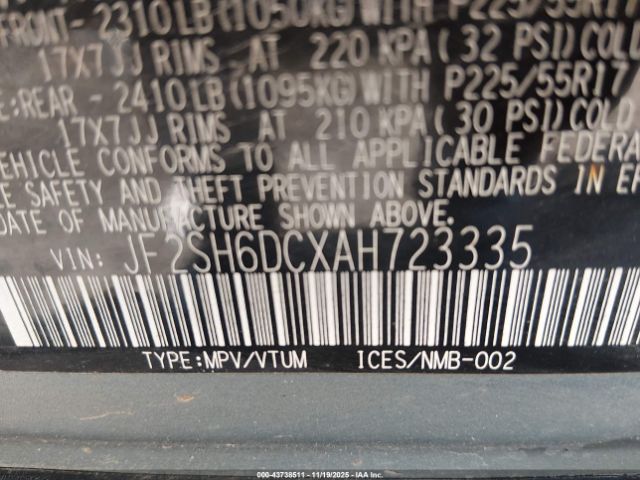 FRONT- 2310LB(1050KG)WITH P225/55R17
17X7JJ RIMS AT 220 KPA( 32 PSI)COLD
:REAR - 2410LB(1095KG)WITH P225/55R17
17X7JJ RIMS AT 210 KPA( 30 PSI)COLD
VEHICLE CONFORMS TO ALL APPLICABLE FEDERA
E SAFETY AND THEFT PREVENTION STANDARDS IN EF
DATE OF MANUFACTURE SHOWN ABOVE.
VIN: JF2SH6DCXAH723335
TYPE:MPV/VTUM ICES/NMB-002
000-43738511 - 11/19/2025 - IAA